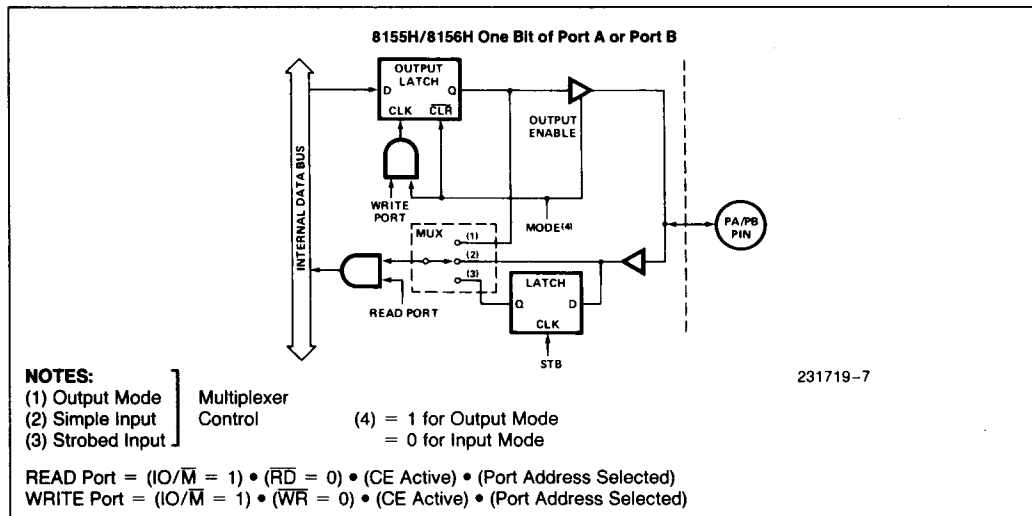 8155H/8156H One Bit of Port A or Port B
OUTPUT
LATCH
D
Q
CLK
C̅L̅R̅
OUTPUT
ENABLE
INTERNAL DATA BUS
WRITE
PORT
MODE(4)
PA/PB
PIN
MUX
(1)
(2)
(3)
LATCH
Q
D
CLK
READ PORT
STB
231719-7
NOTES:
(1) Output Mode
(2) Simple Input
(3) Strobed Input
Multiplexer
Control
(4) = 1 for Output Mode
= 0 for Input Mode
READ Port = (IO/M̅ = 1) • (R̅D̅ = 0) • (CE Active) • (Port Address Selected)
WRITE Port = (IO/M̅ = 1) • (W̅R̅ = 0) • (CE Active) • (Port Address Selected)